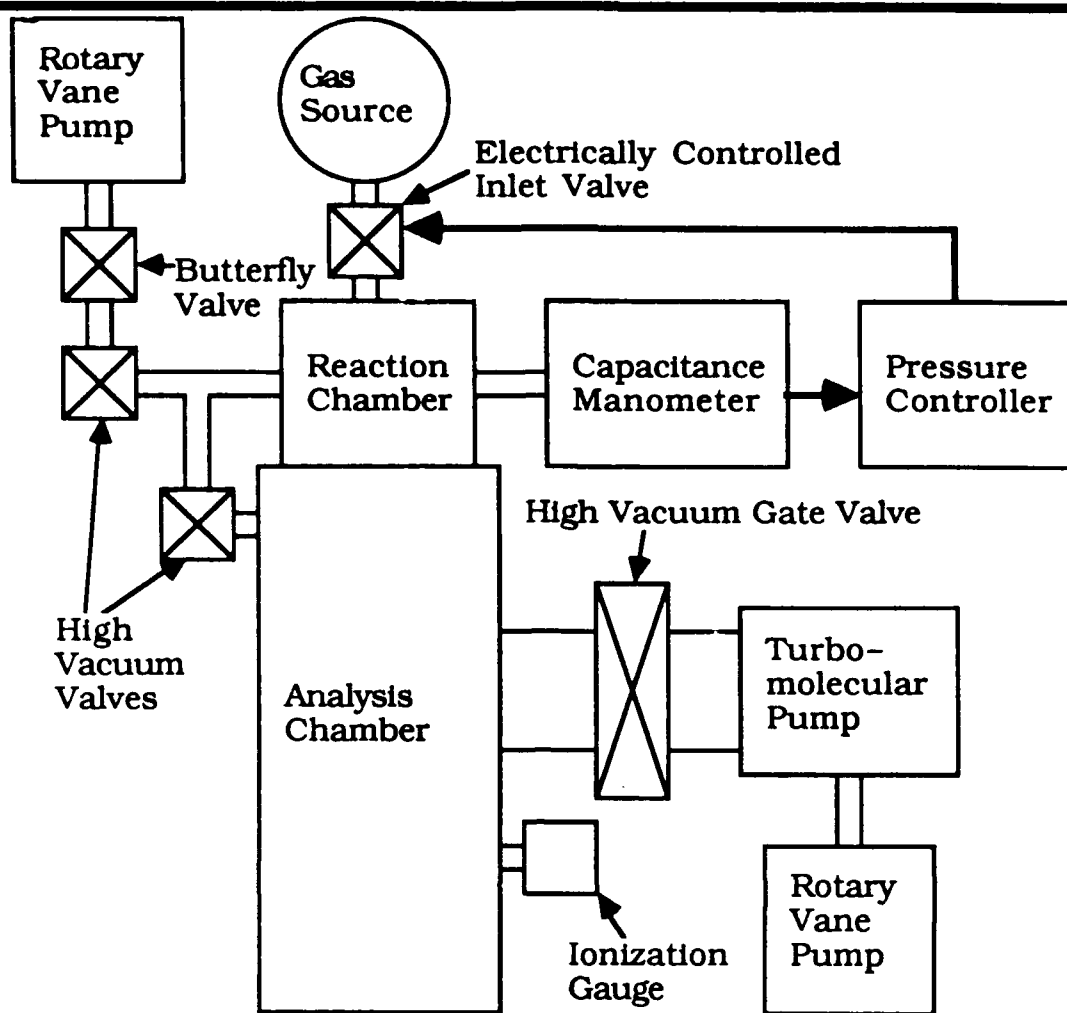 Rotary
Vane
Pump
Gas
Source
Electrically Controlled
Inlet Valve
Butterfly
Valve
Reaction
Chamber
Capacitance
Manometer
Pressure
Controller
High Vacuum Gate Valve
High
Vacuum
Valves
Analysis
Chamber
Turbo-
molecular
Pump
Rotary
Vane
Pump
Ionization
Gauge